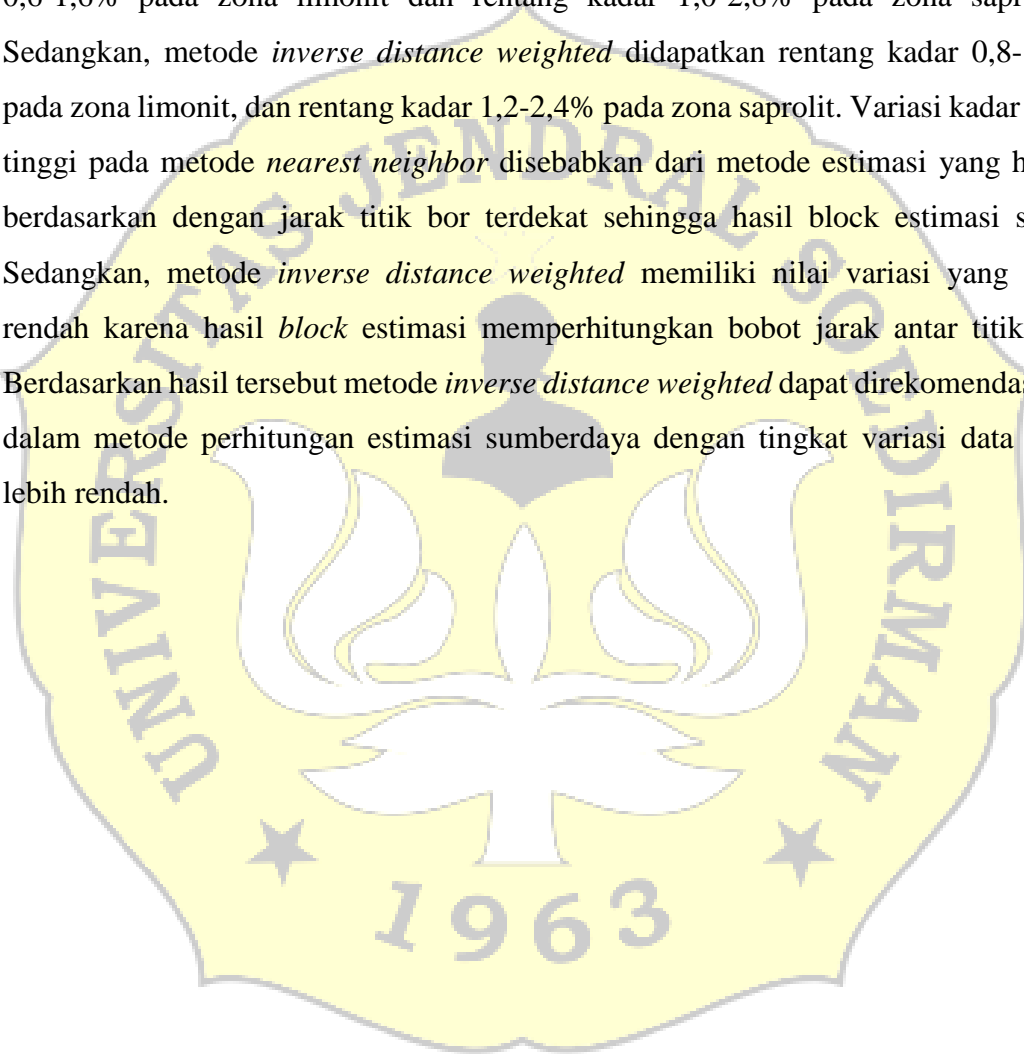 0,6-1,6% pada zona limonit dan rentang kadar 1,0-2,8% pada zona
Sedangkan, metode inverse distance weighted didapatkan rentang kadar 0,8-
pada zona limonit, dan rentang kadar 1,2-2,4% pada zona saprolit. Variasi kadar
tinggi pada metode nearest neighbor disebabkan dari metode estimasi yang
berdasarkan dengan jarak titik bor terdekat sehingga hasil block estimasi
Sedangkan, metode inverse distance weighted memiliki nilai variasi yang
rendah karena hasil block estimasi memperhitungkan bobot jarak antar titik
Berdasarkan hasil tersebut metode inverse distance weighted dapat
dalam metode perhitungan estimasi sumberdaya dengan tingkat variasi data
lebih rendah.
UNIVERSITAS JENDRAL SOEDIRMAN
1963